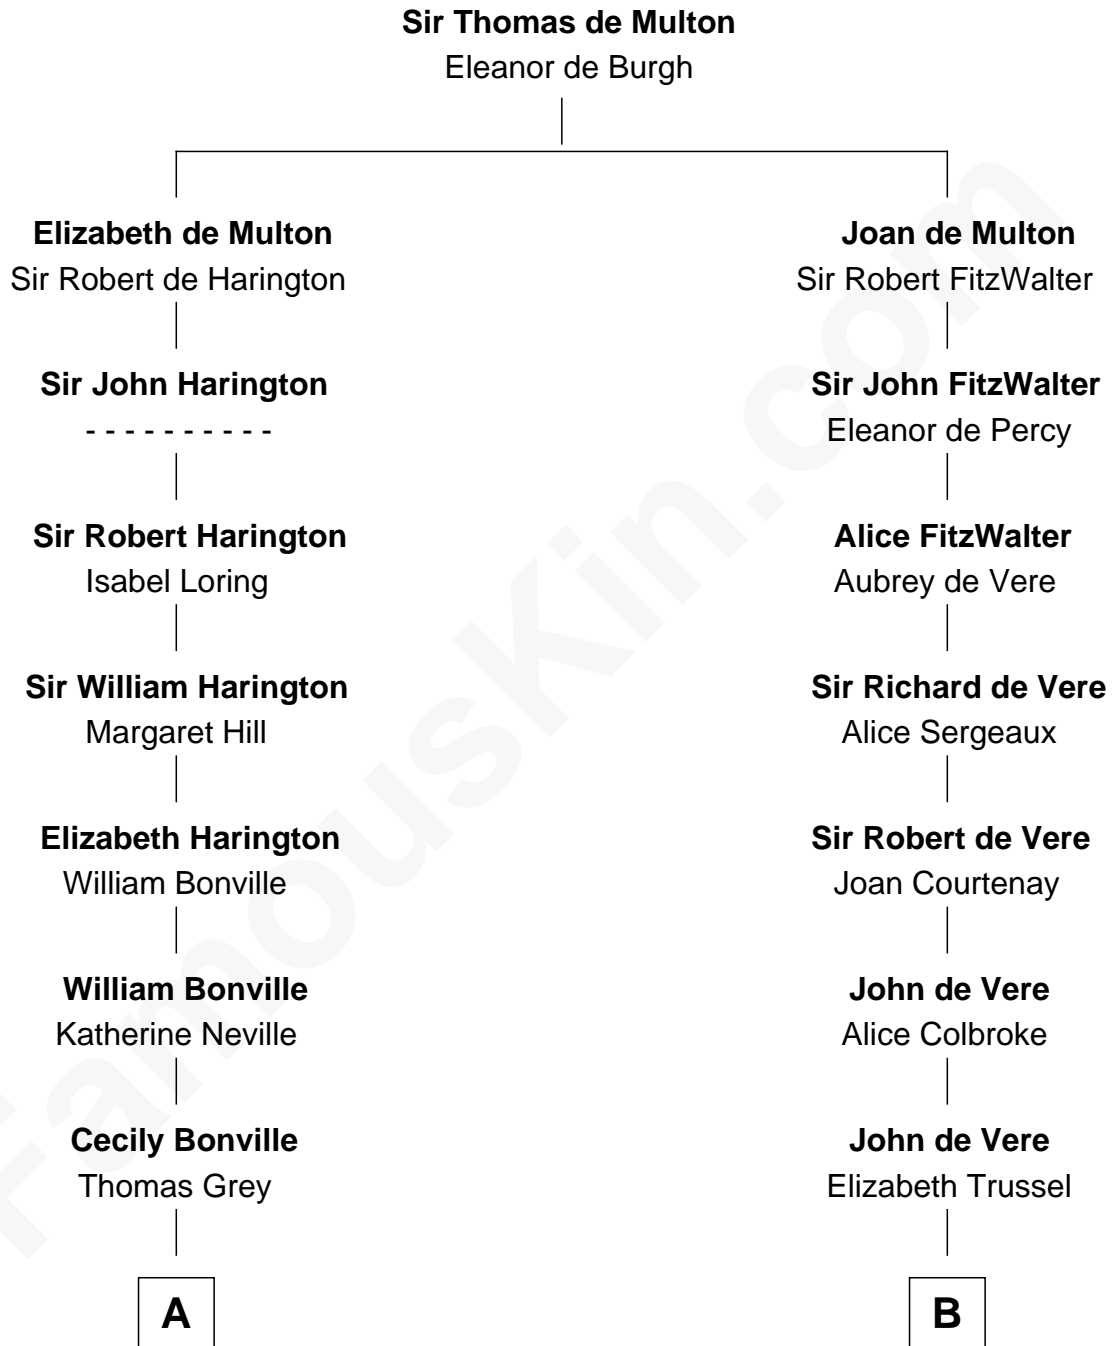 Sir Thomas de Multon
Eleanor de Burgh
Elizabeth de Multon
Sir Robert de Harington
Joan de Multon
Sir Robert FitzWalter
Sir John Harington
- - - - - - - - - -
Sir John FitzWalter
Eleanor de Percy
Sir Robert Harington
Isabel Loring
Alice FitzWalter
Aubrey de Vere
Sir William Harington
Margaret Hill
Sir Richard de Vere
Alice Sergeaux
Elizabeth Harington
William Bonville
Sir Robert de Vere
Joan Courtenay
William Bonville
Katherine Neville
John de Vere
Alice Colbroke
Cecily Bonville
Thomas Grey
John de Vere
Elizabeth Trussel
A
B
FamousKin.com